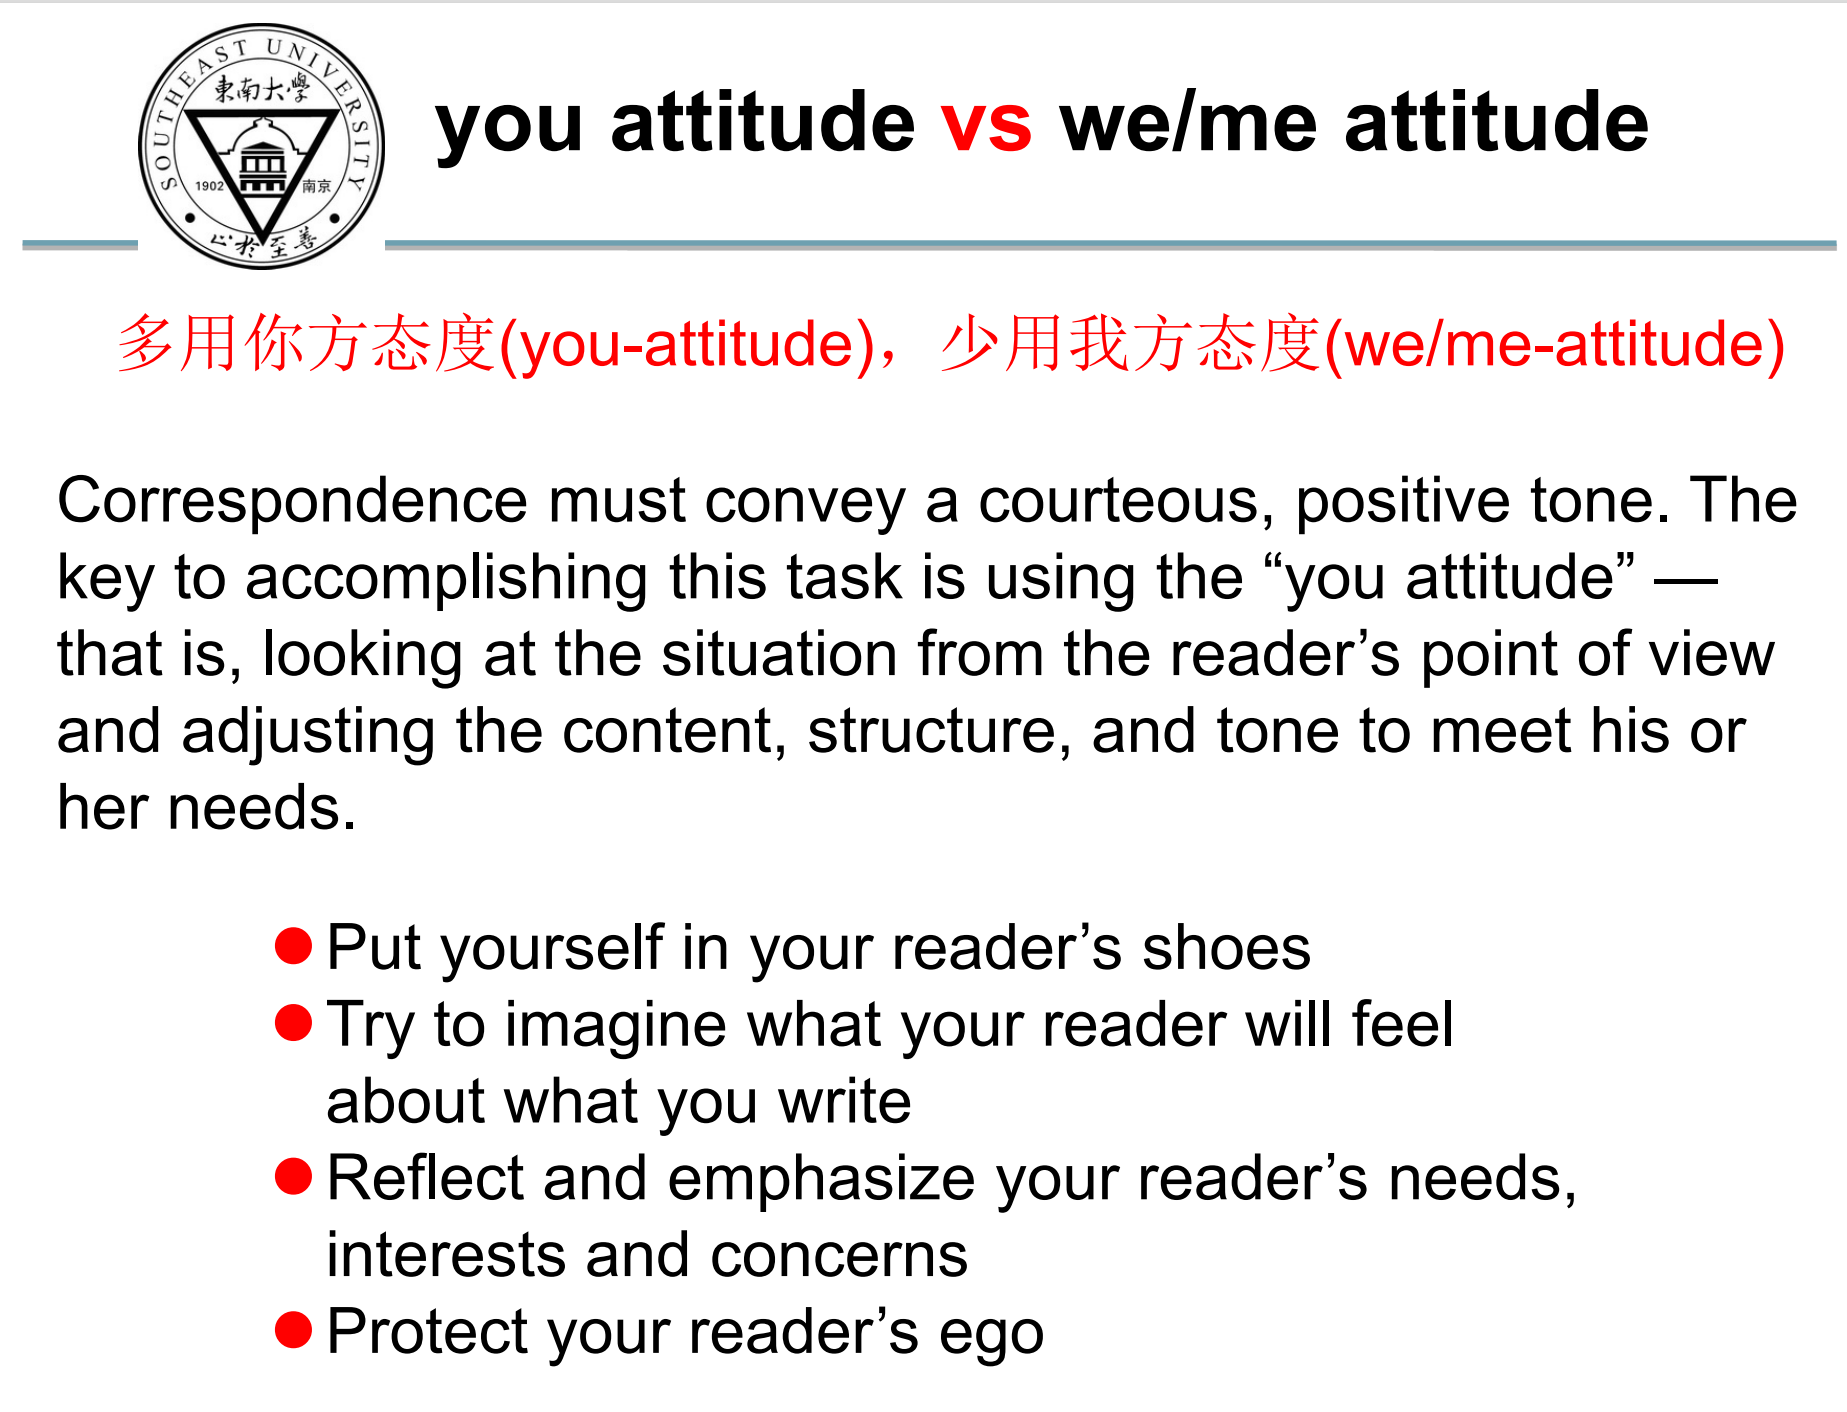 SOUTHEAST UNIVERSITY
東南大學
1902 南京
止於至善
you attitude vs we/me attitude
多用你方态度(you-attitude)，少用我方态度(we/me-attitude)
Correspondence must convey a courteous, positive tone. The
key to accomplishing this task is using the “you attitude” —
that is, looking at the situation from the reader’s point of view
and adjusting the content, structure, and tone to meet his or
her needs.
● Put yourself in your reader’s shoes
● Try to imagine what your reader will feel
about what you write
● Reflect and emphasize your reader’s needs,
interests and concerns
● Protect your reader’s ego